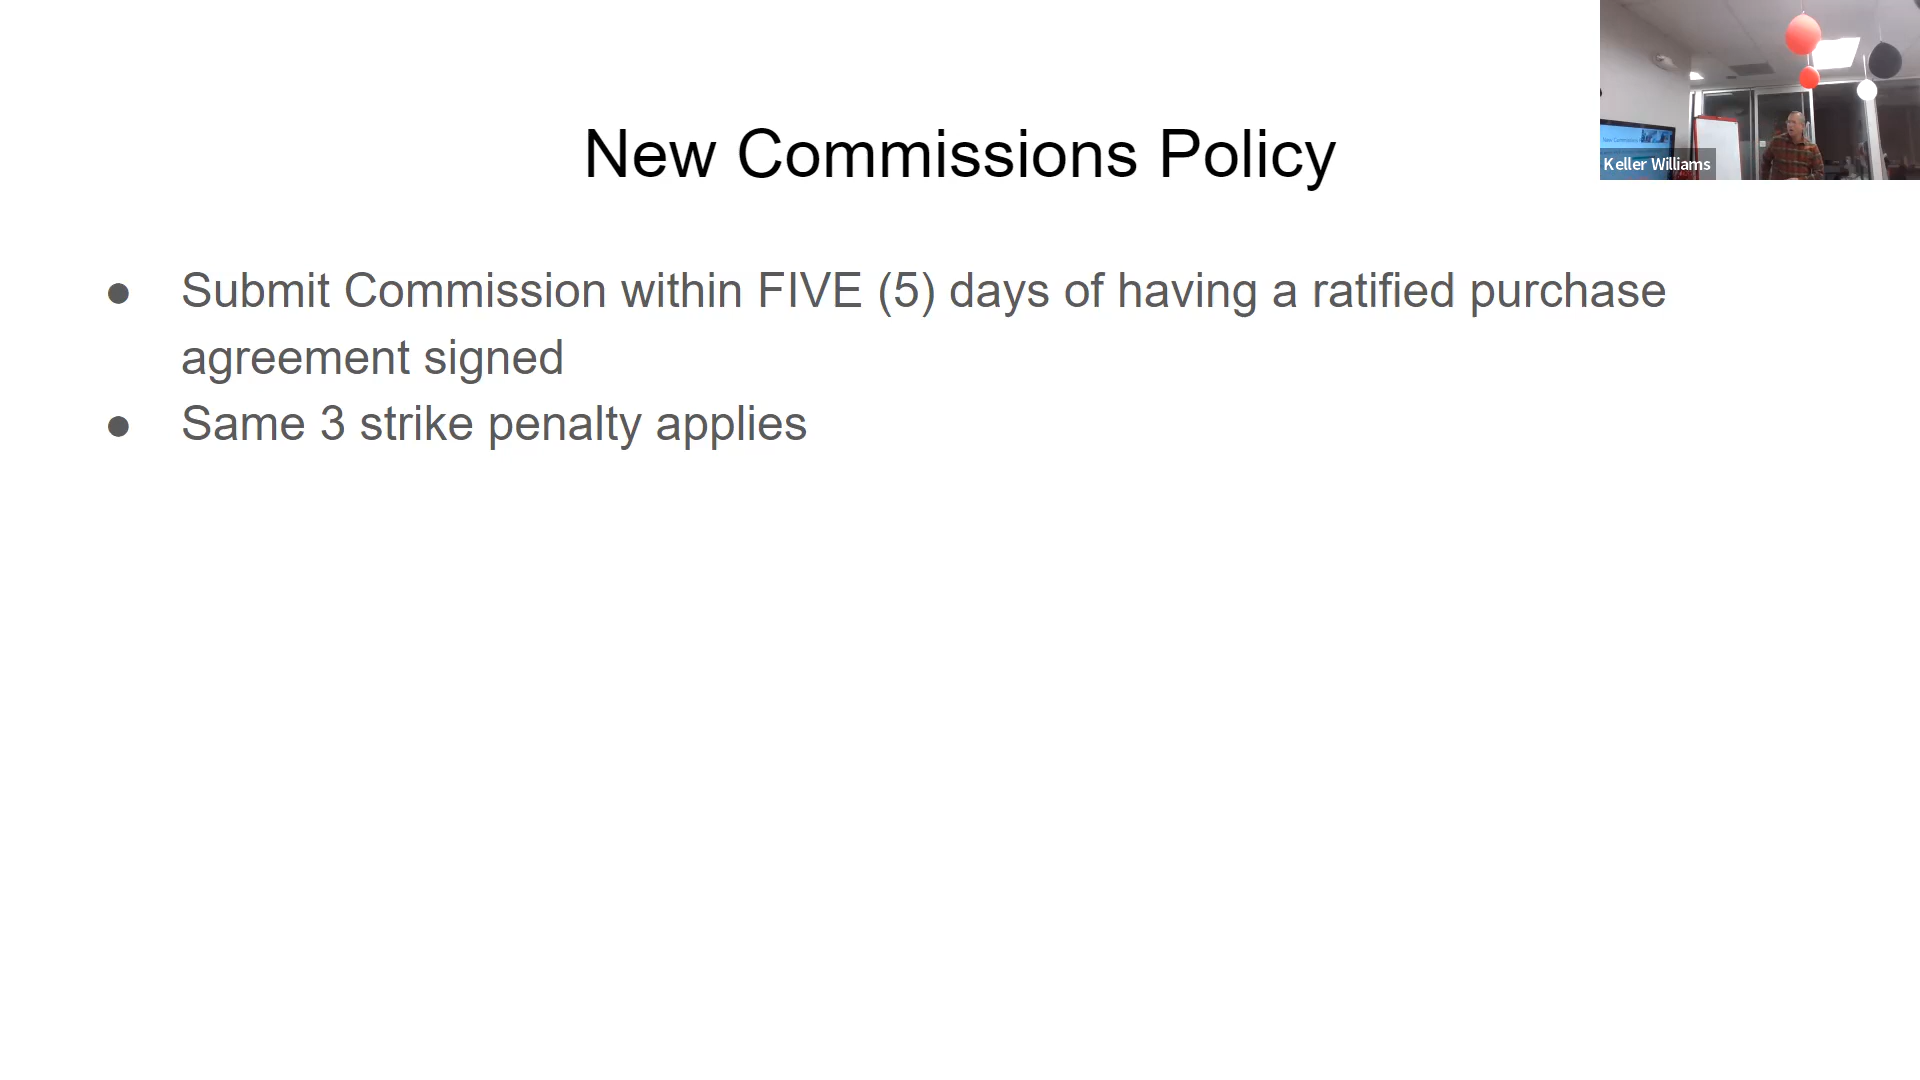 New Commissions Policy
Keller Williams
● Submit Commission within FIVE (5) days of having a ratified purchase
agreement signed
● Same 3 strike penalty applies